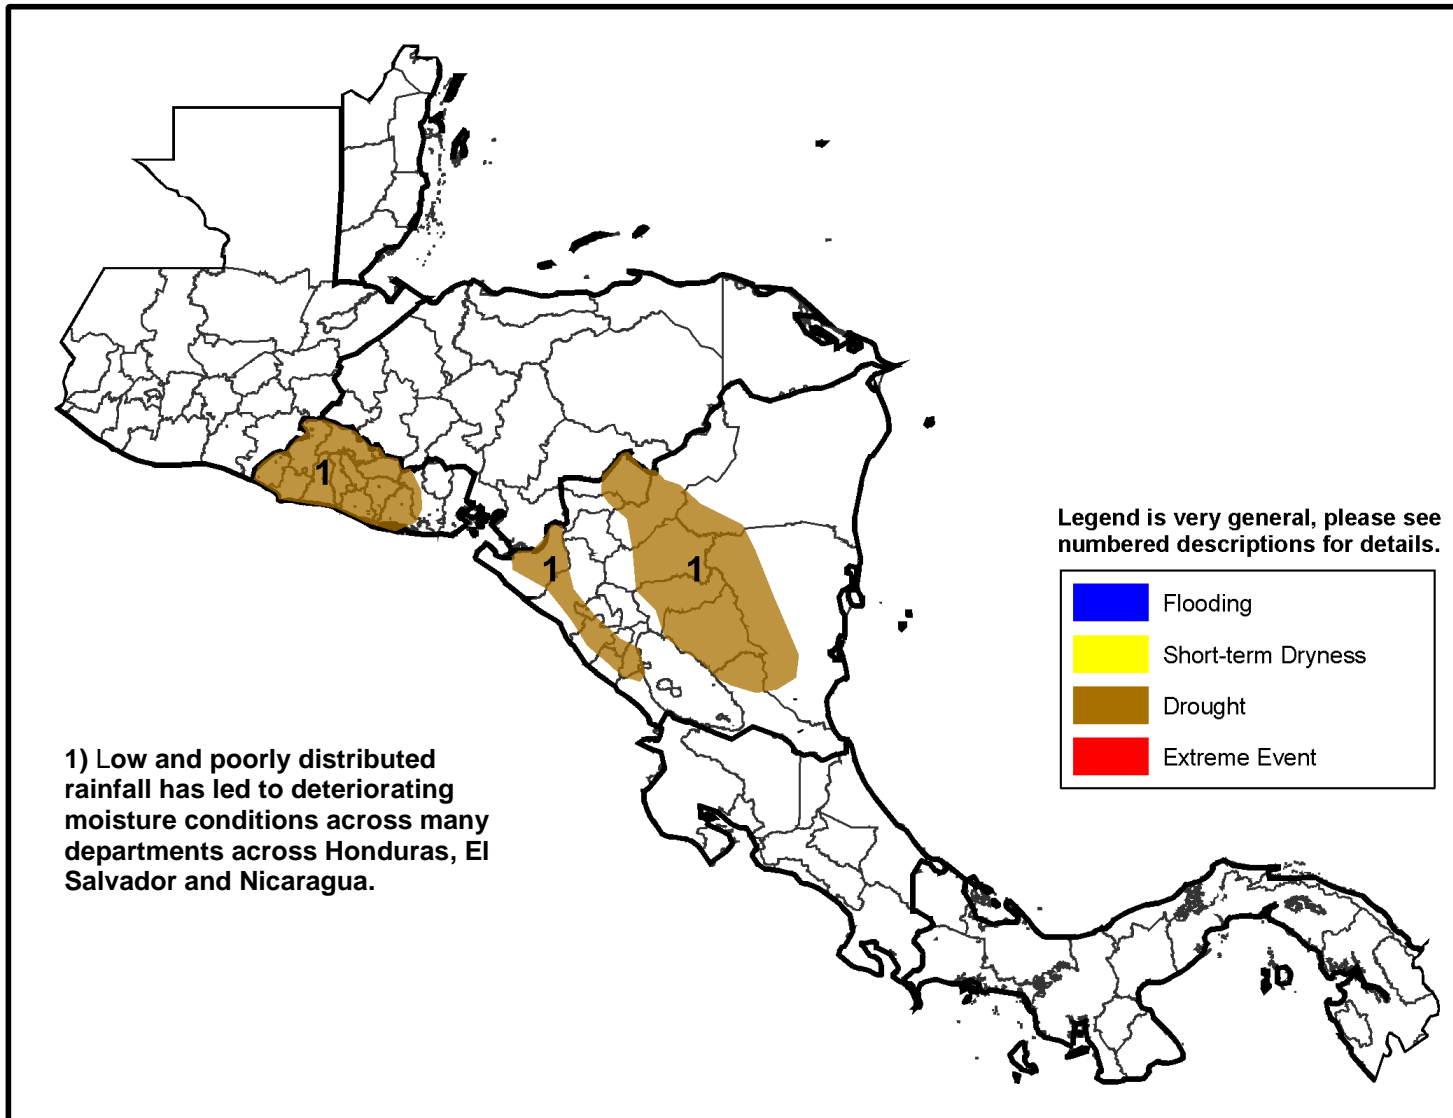 1
1
1
Legend is very general, please see
numbered descriptions for details.
Flooding
Short-term Dryness
Drought
Extreme Event
1) Low and poorly distributed
rainfall has led to deteriorating
moisture conditions across many
departments across Honduras, El
Salvador and Nicaragua.